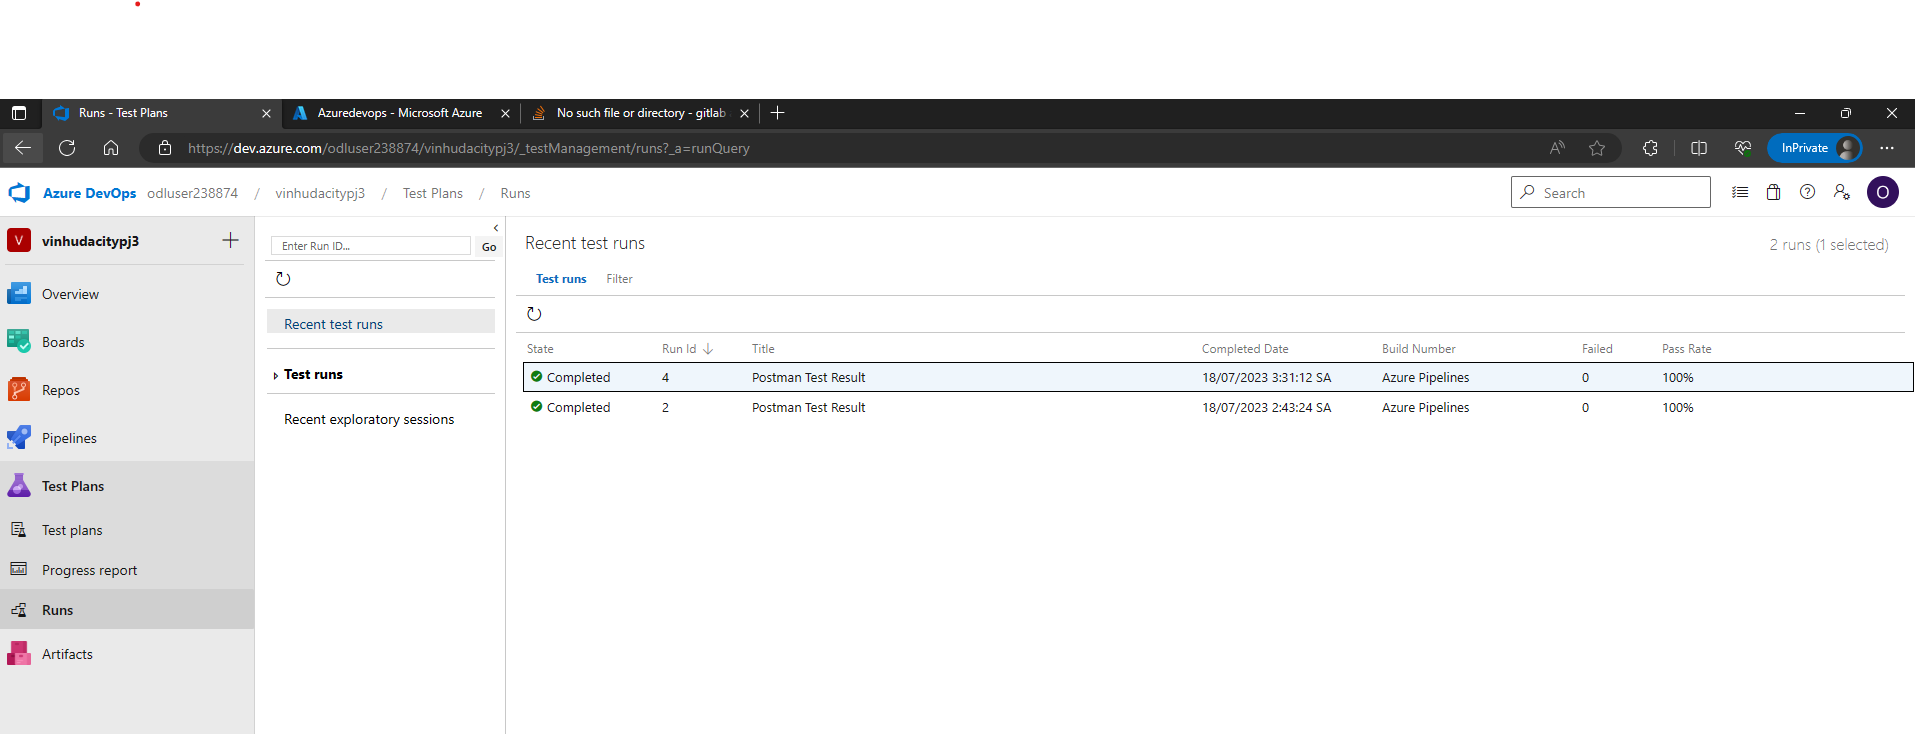 Runs - Test Plans
Azuredevops - Microsoft Azure
No such file or directory - gitlab
https://dev.azure.com/odluser238874/vinhudacitypj3/_testManagement/runs?_a=runQuery
InPrivate
Azure DevOps odluser238874 / vinhudacitypj3 / Test Plans / Runs
Search
O
V vinhudacitypj3
Overview
Boards
Repos
Pipelines
Test Plans
Test plans
Progress report
Runs
Artifacts
Enter Run ID...
Go
Recent test runs
Test runs
Recent exploratory sessions
Recent test runs
2 runs (1 selected)
Test runs Filter
State Run Id Title Completed Date Build Number Failed Pass Rate
Completed 4 Postman Test Result 18/07/2023 3:31:12 SA Azure Pipelines 0 100%
Completed 2 Postman Test Result 18/07/2023 2:43:24 SA Azure Pipelines 0 100%